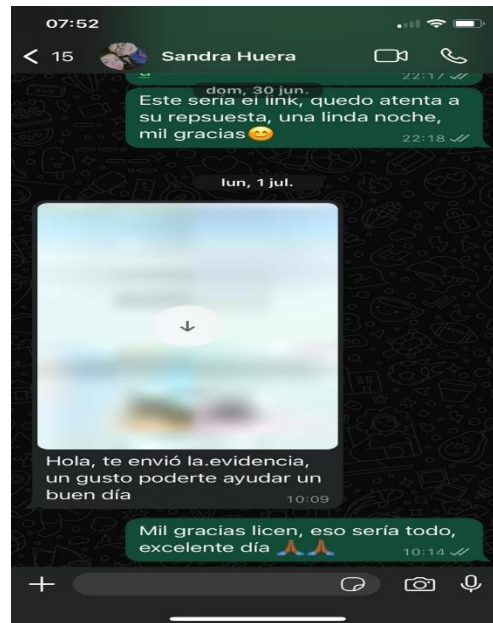 07:52
15
Sandra Huera
22:17
dom, 30 jun.
Este sería el link, quedo atenta a
su repsuesta, una linda noche,
mil gracias😊
22:18
lun, 1 jul.
Hola, te envió la.evidencia,
un gusto poderte ayudar un
buen día
10:09
Mil gracias licen, eso sería todo,
excelente día 🙏🏾🙏🏾
10:14